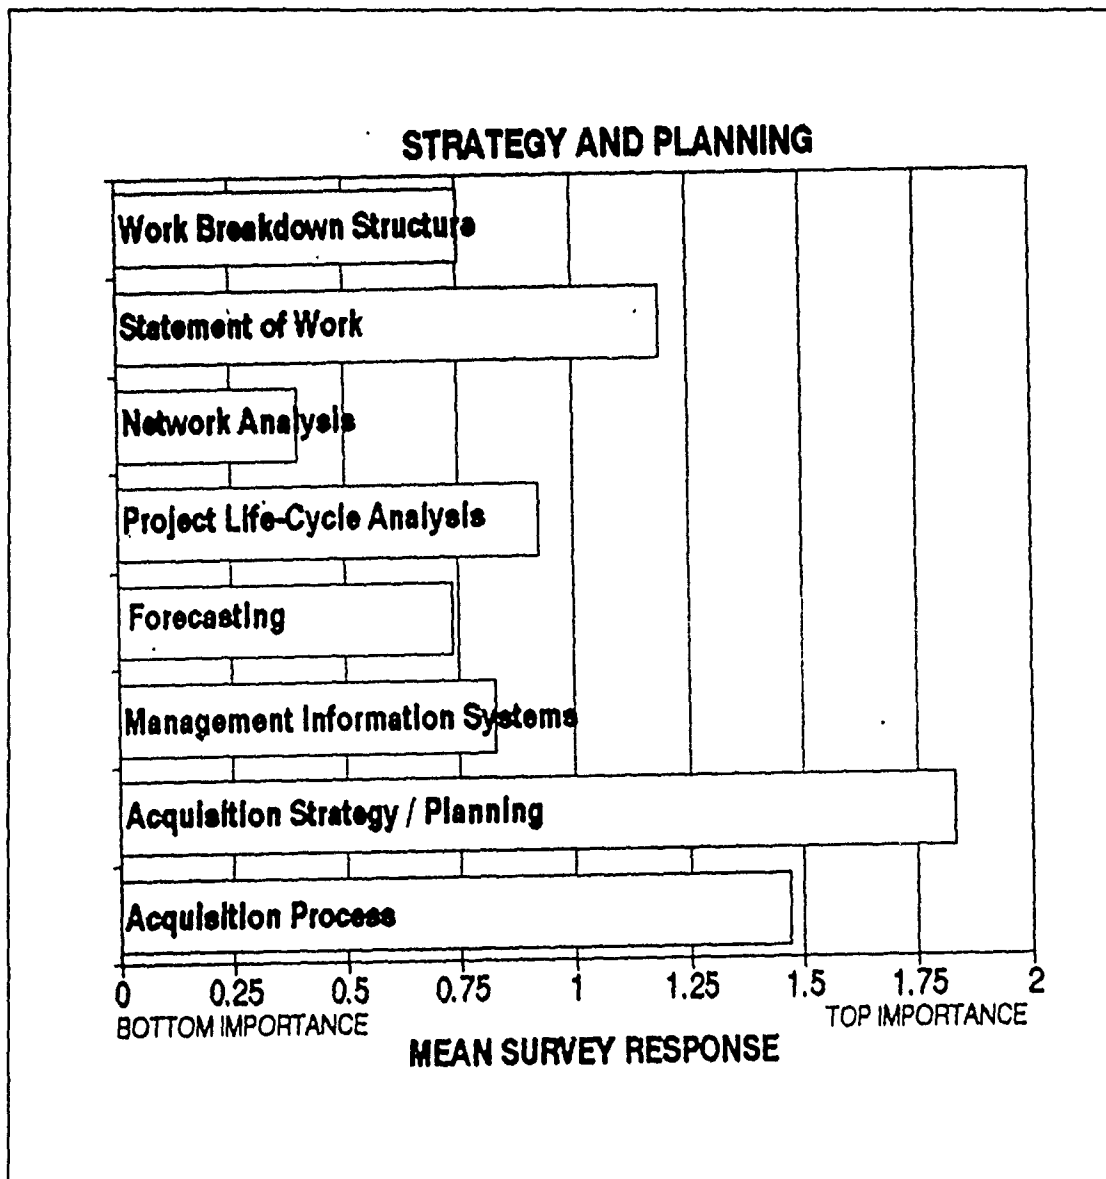 STRATEGY AND PLANNING
Work Breakdown Structure
Statement of Work
Network Analysis
Project Life-Cycle Analysis
Forecasting
Management Information Systems
Acquisition Strategy / Planning
Acquisition Process
0 0.25 0.5 0.75 1 1.25 1.5 1.75 2
BOTTOM IMPORTANCE TOP IMPORTANCE
MEAN SURVEY RESPONSE